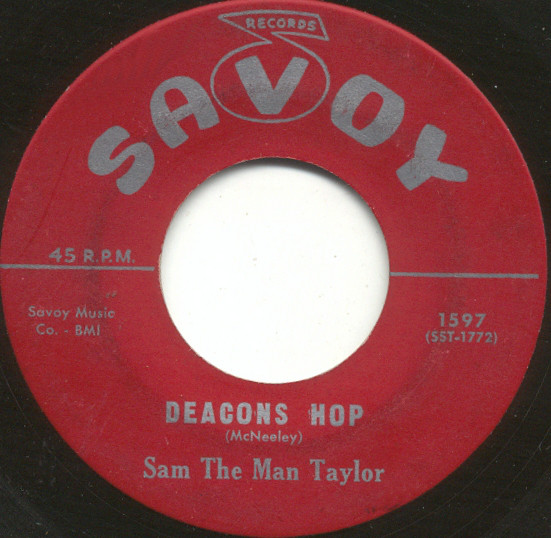 RECORDS
SAVOY
45 R.P.M.
Savoy Music
Co. - BMI
1597
(SST-1772)
DEACONS HOP
(McNeeley)
Sam The Man Taylor